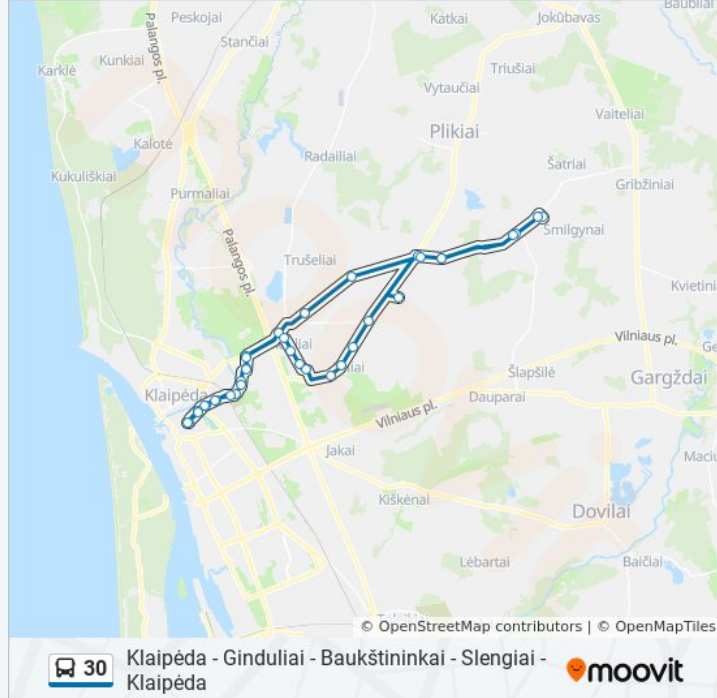 Baubliai
Peskojai
Katkai
Jokūbavas
Palangos pl.
Stančiai
Kunkiai
Karklė
Triušiai
Vytaučiai
Vaiteliai
Plikiai
Kalotė
Radailiai
Šatriai
Kukuliškiai
Gribžiniai
Purmaliai
Smilgynai
Palangos pl.
Trušeliai
Kvietiniai
Vilniaus pl.
Šlapšilė
Gargždai
Klaipėda
Dauparai
Vilniaus pl.
Jakai
Kiškėnai
Dovilai
Lėbartai
Baičiai
© OpenStreetMap contributors | © OpenMapTiles
30
Klaipėda - Ginduliai - Baukštininkai - Slengiai -
Klaipėda
moovit